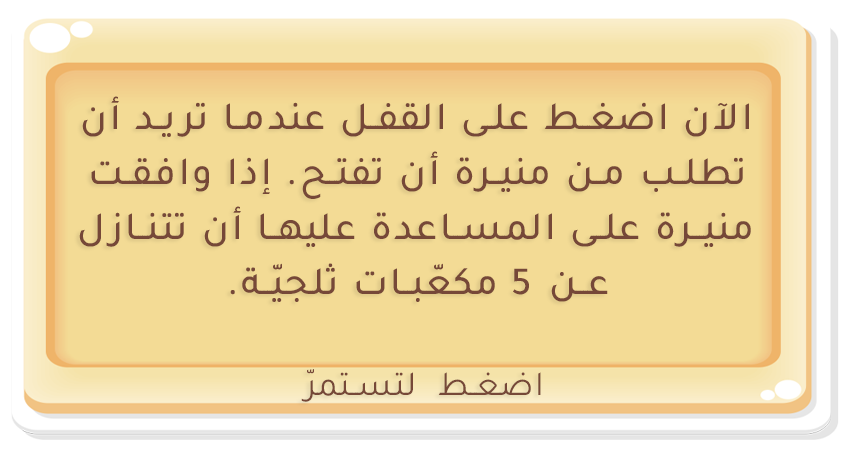 الآن اضغط على القفل عندما تريد أن
تطلب من منيرة أن تفتح. إذا وافقت
منيرة على المساعدة عليها أن تتنازل
عن 5 مكعّبات ثلجيّة.
اضغط لتستمرّ